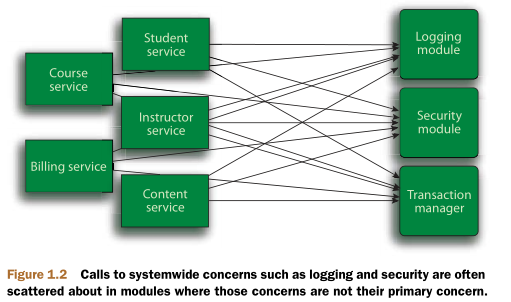 Student
service
Logging
module
Course
service
Instructor
service
Security
module
Billing service
Content
service
Transaction
manager
Figure 1.2 Calls to systemwide concerns such as logging and security are often
scattered about in modules where those concerns are not their primary concern.